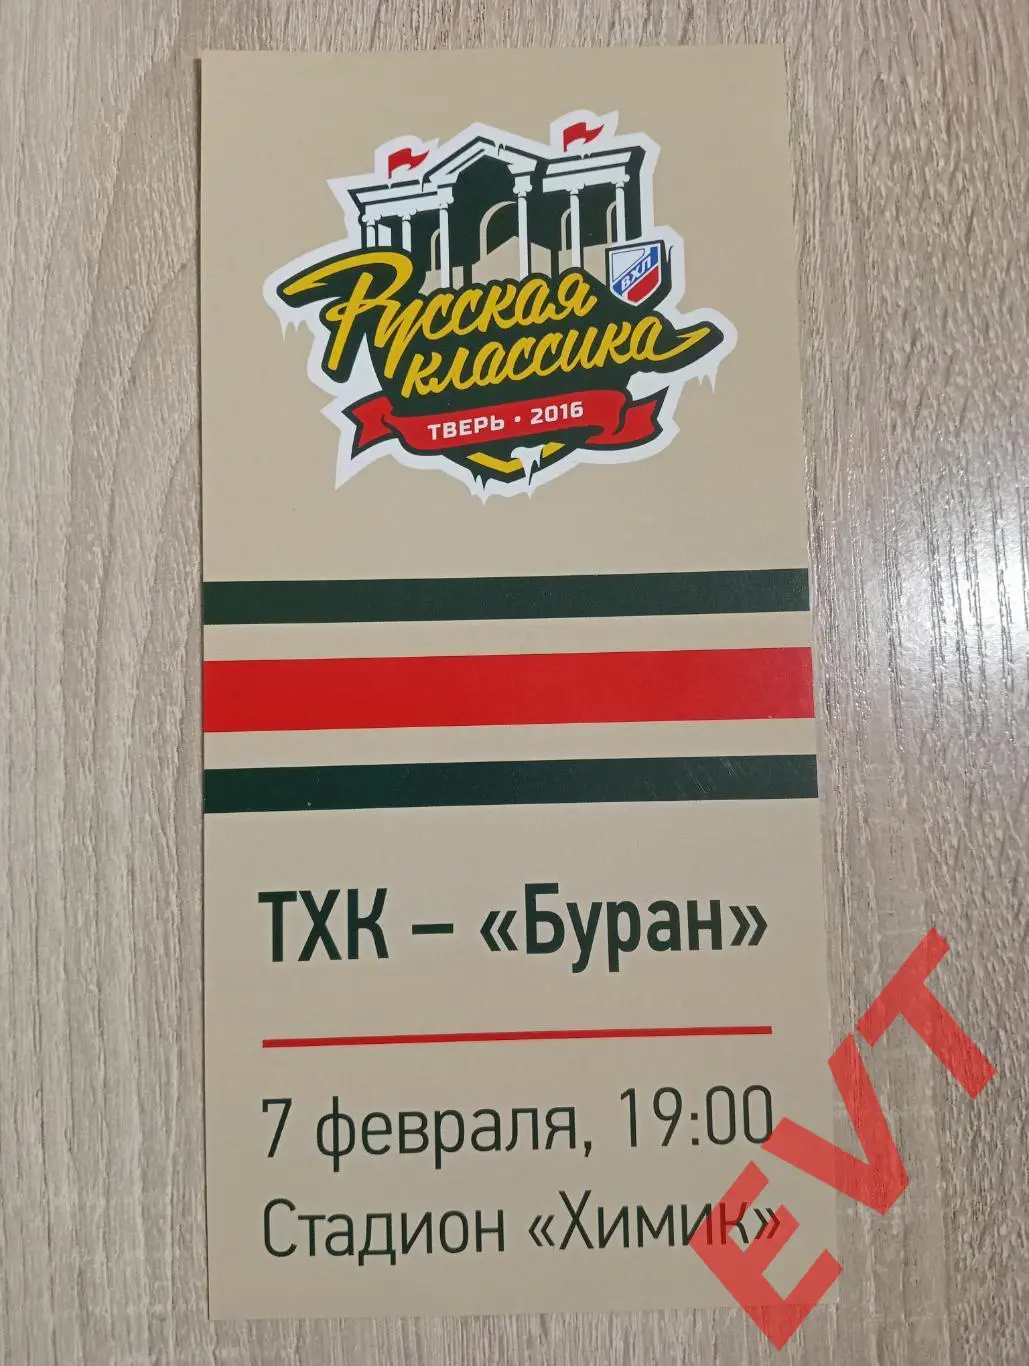 ВХЛ
Русская
классика
ТВЕРЬ • 2016
ТХК – «Буран»
7 февраля, 19:00
Стадион «Химик»
EVT